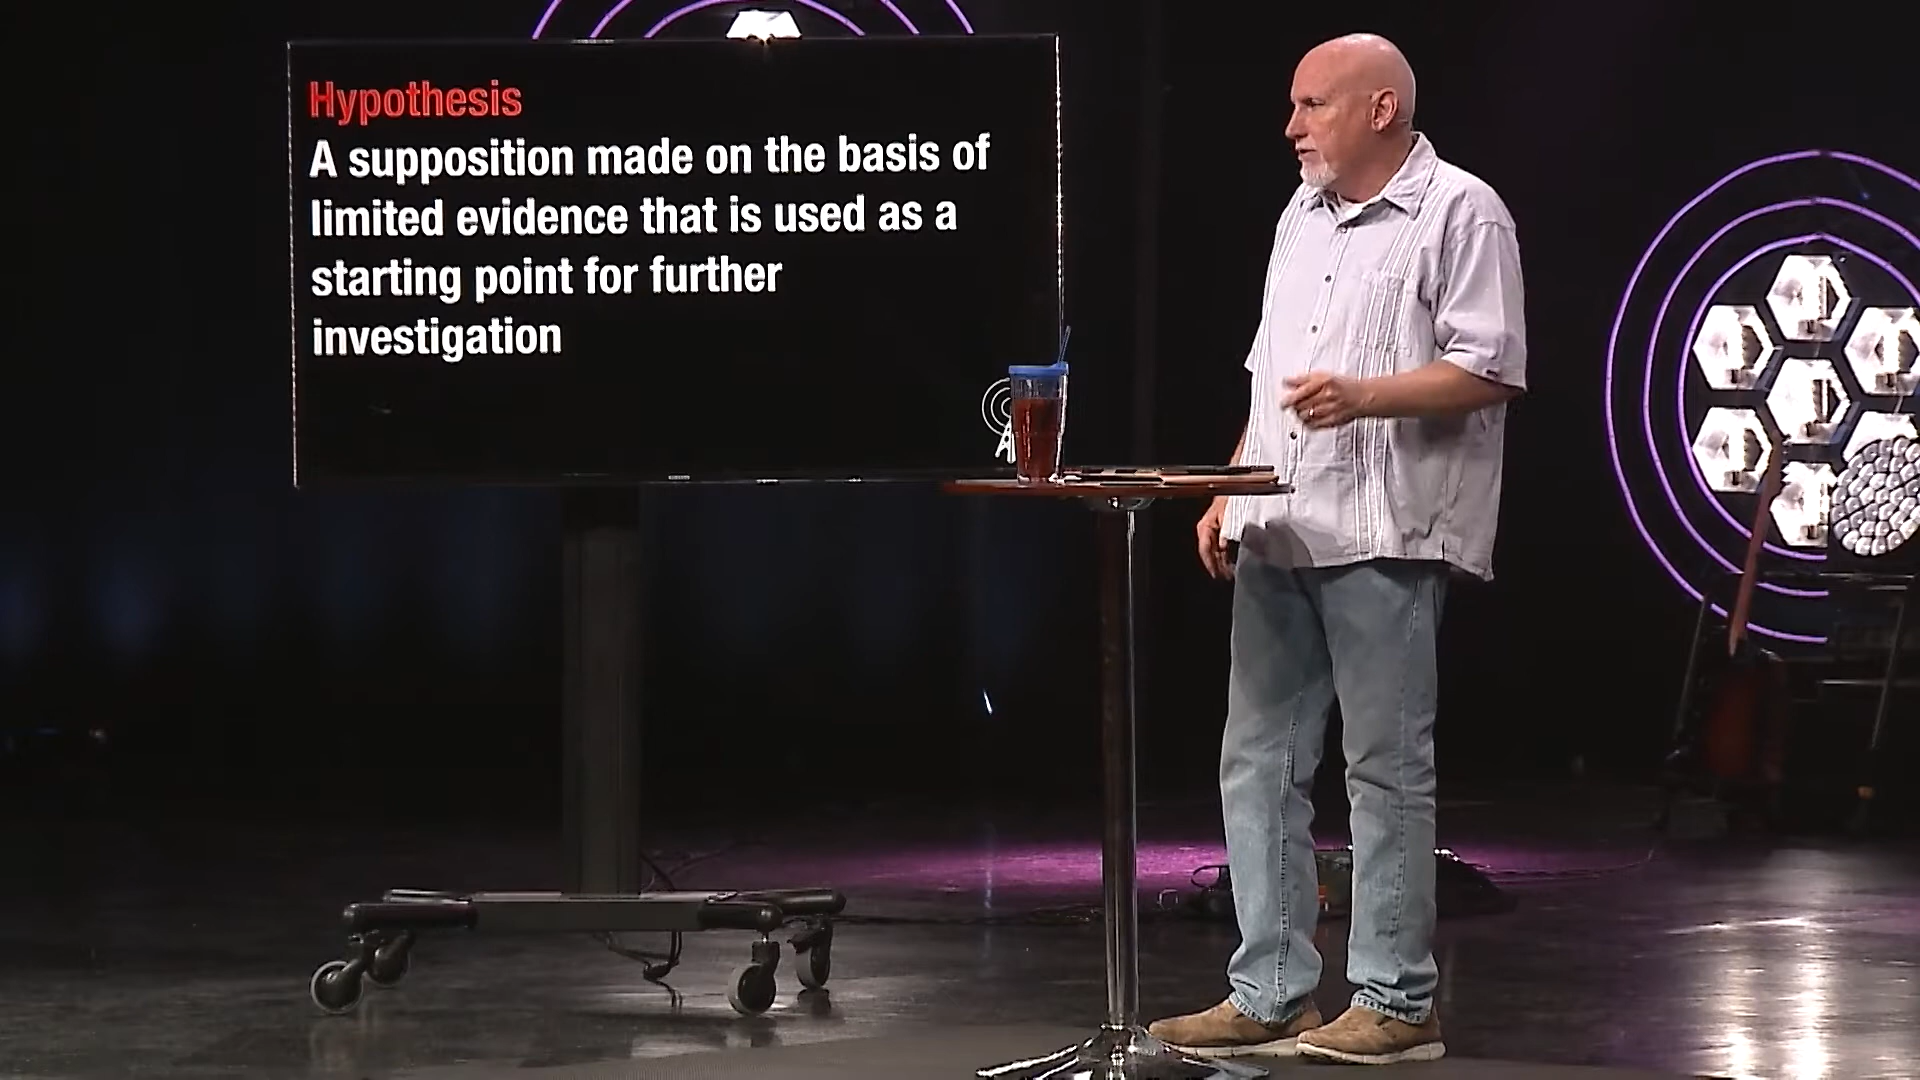 Hypothesis
A supposition made on the basis of
limited evidence that is used as a
starting point for further
investigation